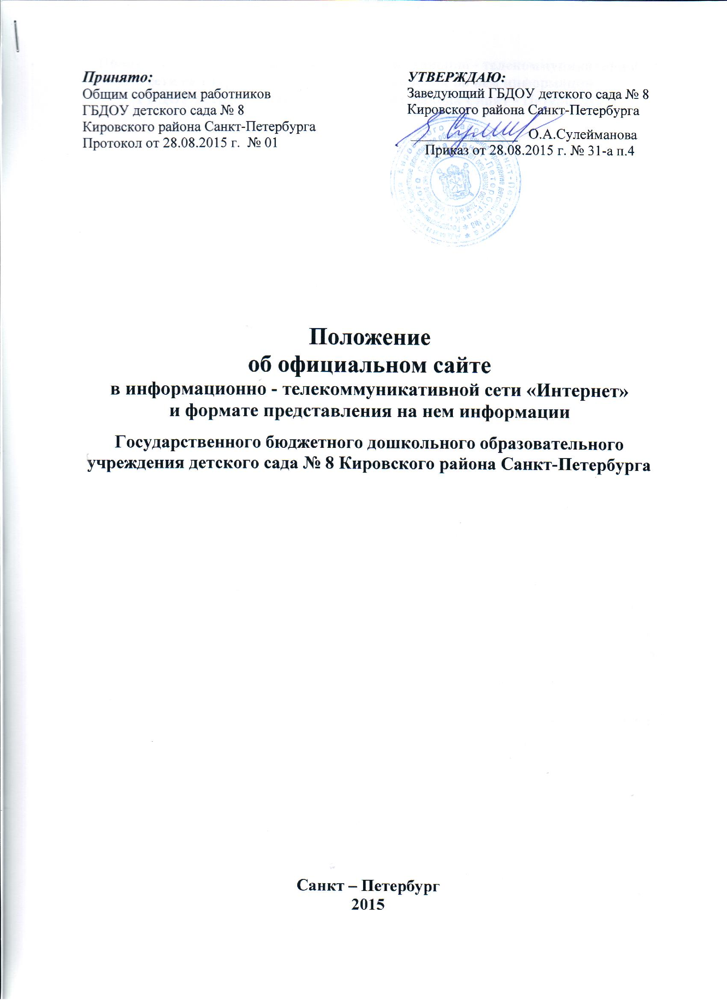 Принято:
Общим собранием работников
ГБДОУ детского сада № 8
Кировского района Санкт-Петербурга
Протокол от 28.08.2015 г. № 01
УТВЕРЖДАЮ:
Заведующий ГБДОУ детского сада № 8
Кировского района Санкт-Петербурга
О.А.Сулейманова
Приказ от 28.08.2015 г. № 31-а п.4
Положение
об официальном сайте
в информационно - телекоммуникативной сети «Интернет»
и формате представления на нем информации
Государственного бюджетного дошкольного образовательного
учреждения детского сада № 8 Кировского района Санкт-Петербурга
Санкт – Петербург
2015